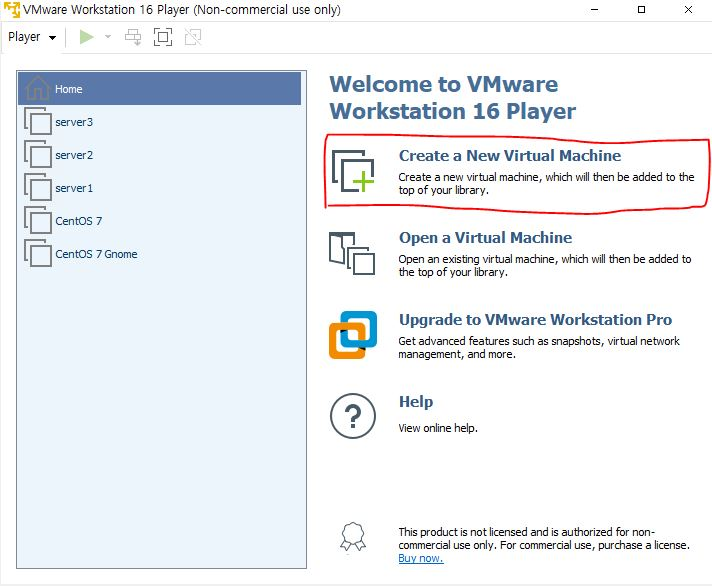 VMware Workstation 16 Player (Non-commercial use only)
Player
Home
server3
server2
server1
CentOS 7
CentOS 7 Gnome
Welcome to VMware
Workstation 16 Player
Create a New Virtual Machine
Create a new virtual machine, which will then be added to the
top of your library.
Open a Virtual Machine
Open an existing virtual machine, which will then be added to
the top of your library.
Upgrade to VMware Workstation Pro
Get advanced features such as snapshots, virtual network
management, and more.
Help
View online help.
This product is not licensed and is authorized for non-
commercial use only. For commercial use, purchase a license.
Buy now.